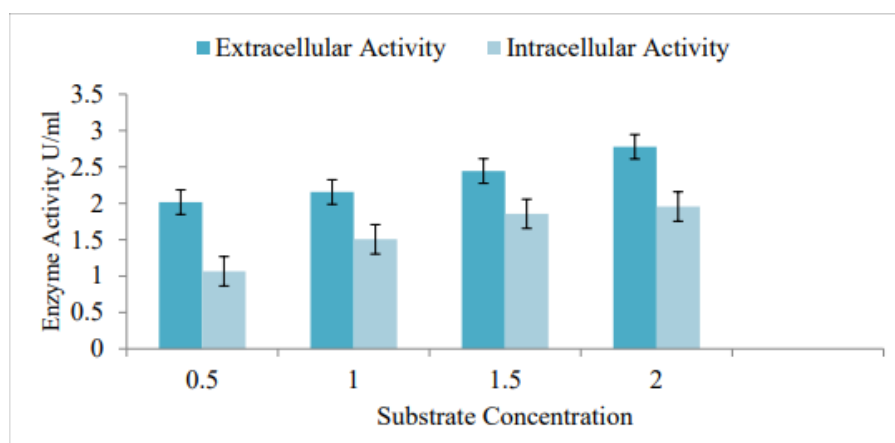 Extracellular Activity Intracellular Activity
Enzyme Activity U/ml
3.5
3
2.5
2
1.5
1
0.5
0
0.5 1 1.5 2
Substrate Concentration